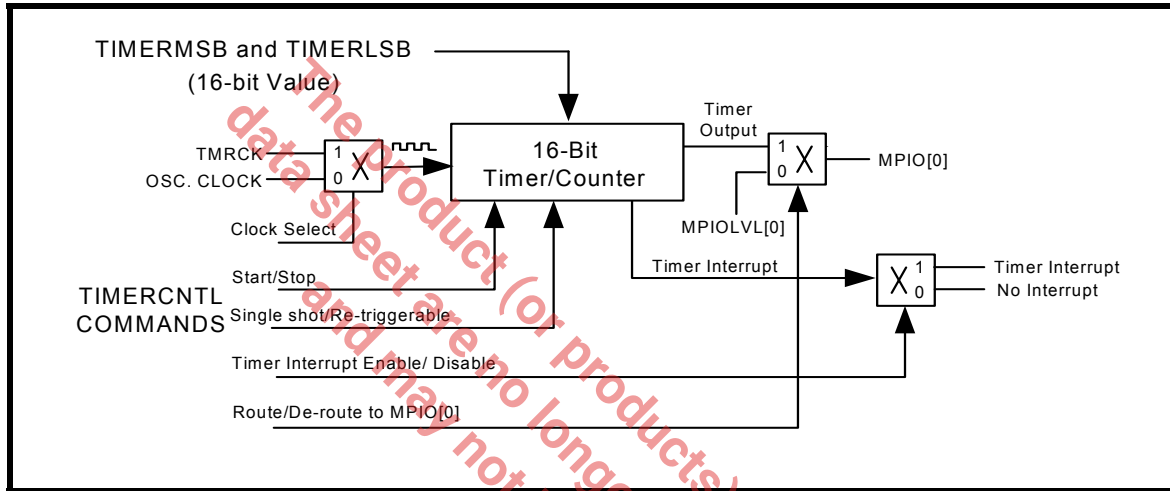 TIMERMSB and TIMERLSB
(16-bit Value)
TMRCK
OSC. CLOCK
1
0
X
Clock Select
16-Bit
Timer/Counter
Timer
Output
1
0
X
MPIO[0]
MPIOLVL[0]
Start/Stop
TIMERCNTL
COMMANDS
Single shot/Re-triggerable
Timer Interrupt
X
1
0
Timer Interrupt
No Interrupt
Timer Interrupt Enable/ Disable
Route/De-route to MPIO[0]
The product (or products)
data sheet are no longe
and may not